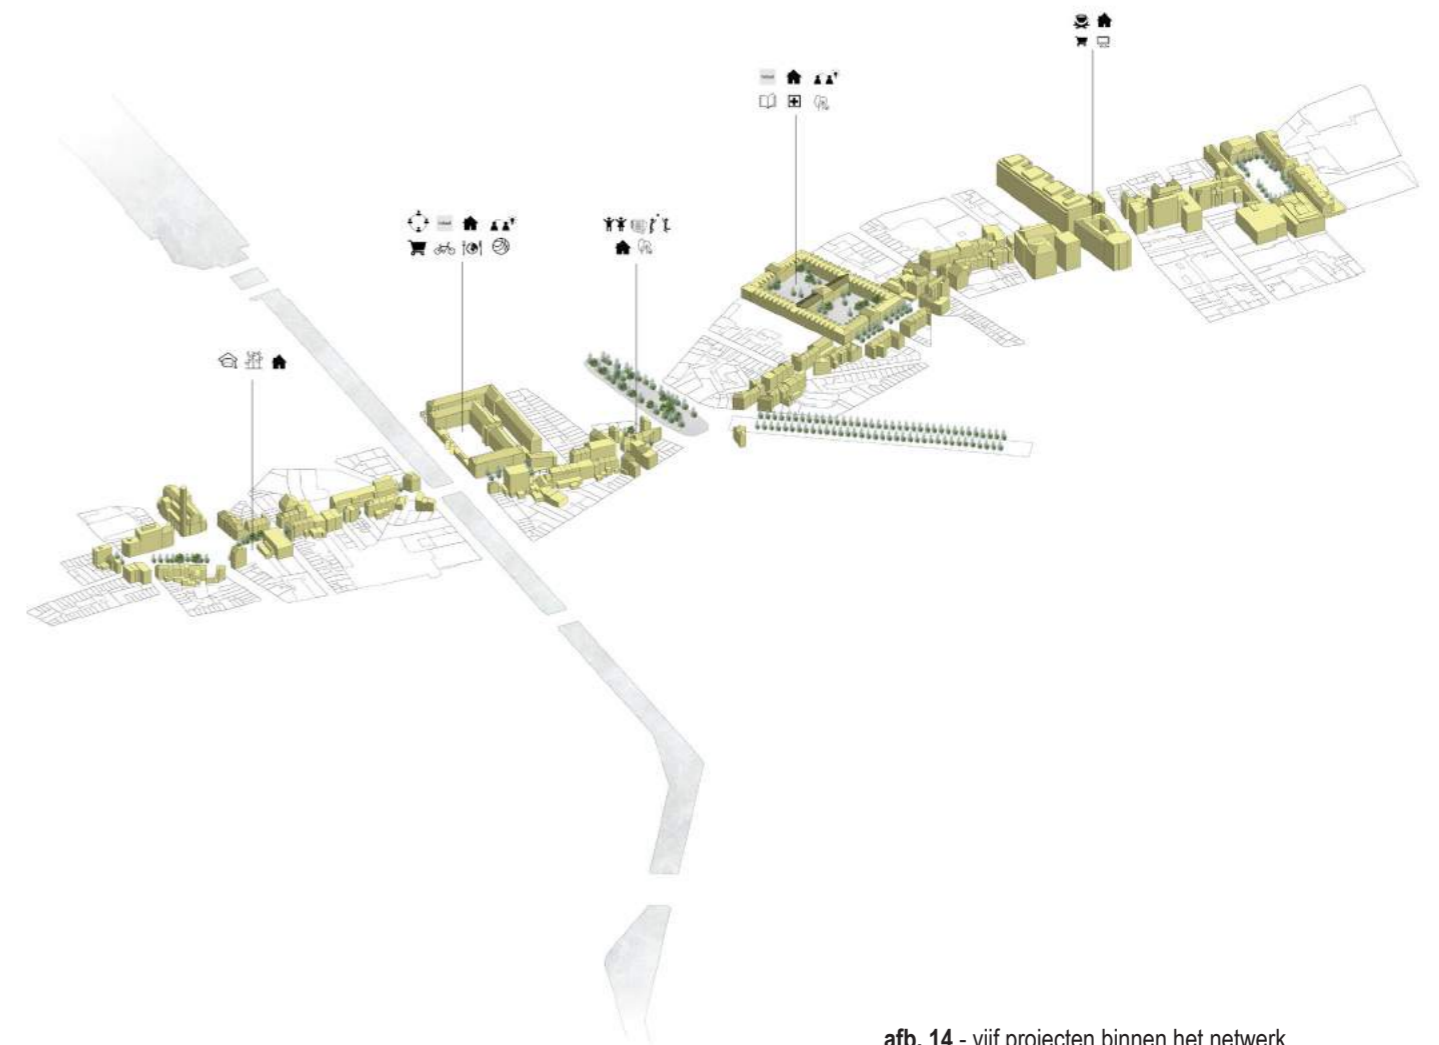 afb. 14 - vijf projecten binnen het netwerk